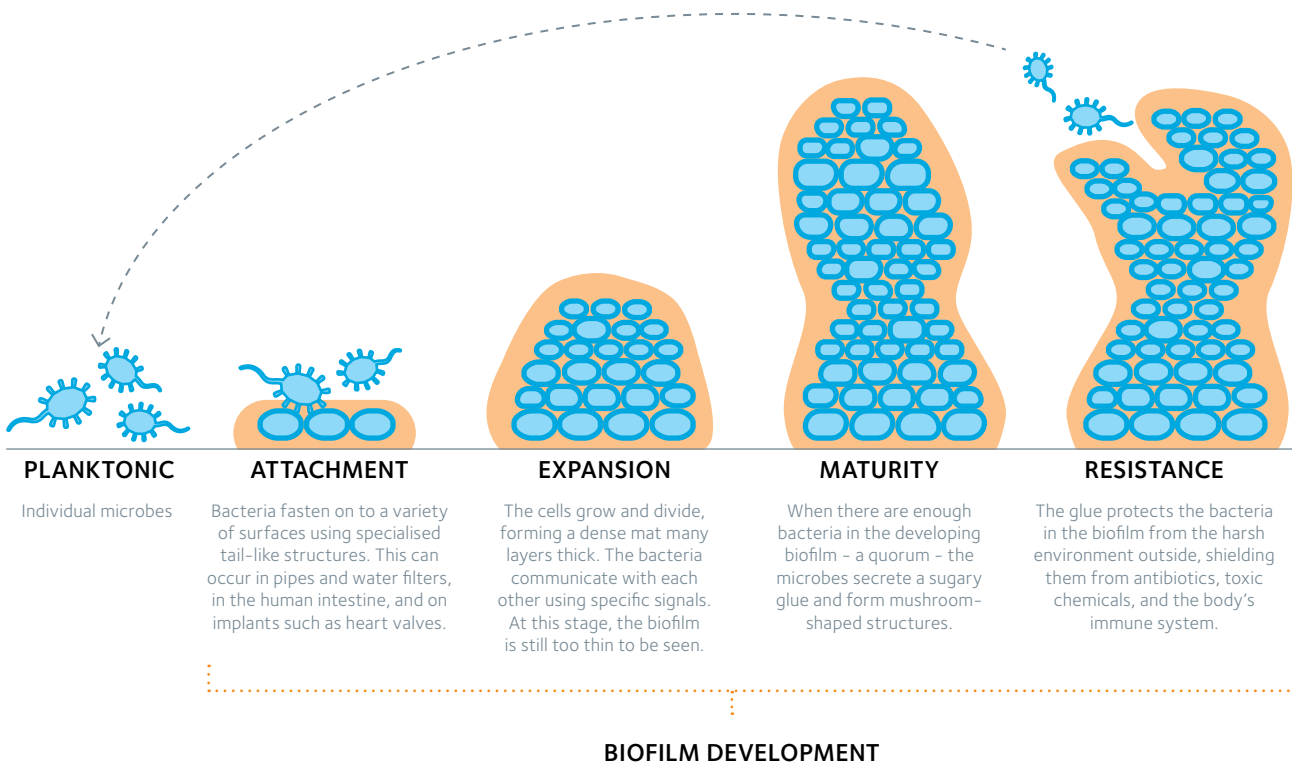 PLANKTONIC
Individual microbes
ATTACHMENT
Bacteria fasten on to a variety
of surfaces using specialised
tail-like structures. This can
occur in pipes and water filters,
in the human intestine, and on
implants such as heart valves.
EXPANSION
The cells grow and divide,
forming a dense mat many
layers thick. The bacteria
communicate with each
other using specific signals.
At this stage, the biofilm
is still too thin to be seen.
MATURITY
When there are enough
bacteria in the developing
biofilm – a quorum – the
microbes secrete a sugary
glue and form mushroom-
shaped structures.
RESISTANCE
The glue protects the bacteria
in the biofilm from the harsh
environment outside, shielding
them from antibiotics, toxic
chemicals, and the body’s
immune system.
BIOFILM DEVELOPMENT